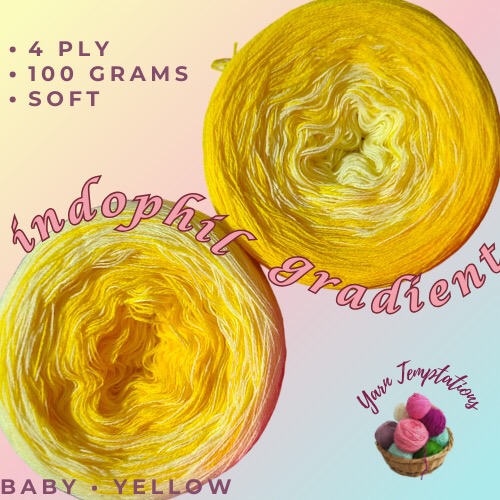 • 4 PLY
• 100 GRAMS
• SOFT
indophil gradient
Yarn Temptations
BABY • YELLOW